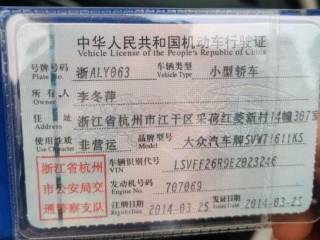 中华人民共和国机动车行驶证
Vehicle License of the People's Republic of China
号牌号码 浙ALY063 车辆类型 小型轿车
Plate No. Vehicle Type
所有人 李冬萍
Owner
住址 浙江省杭州市江干区采荷红菱新村14幢307室
使用性质 非营运 品牌型号 大众汽车牌SVW71611KS
Use Character Model
浙江省杭州市公安局交通警察支队
车辆识别代号 LSVFF26R9E2023246
VIN
发动机号码 707069
Engine No.
注册日期 2014-03-25 发证日期 2014-03-25
Register Date Issue Date